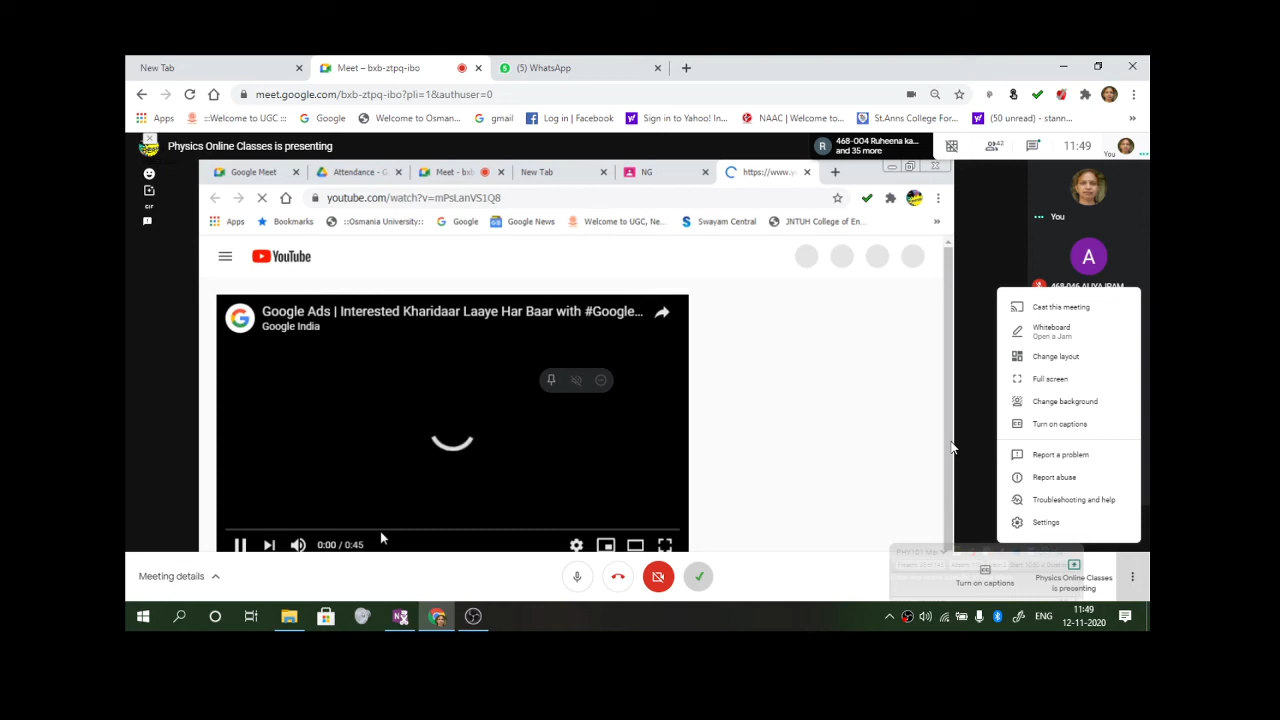 New Tab
Meet – bxb-ztpq-ibo
(5) WhatsApp
meet.google.com/bxb-ztpq-ibo?pli=1&authuser=0
Apps
:::Welcome to UGC :::
Google
Welcome to Osman...
gmail
Log in | Facebook
Sign in to Yahoo! In...
NAAC | Welcome to...
St.Anns College For...
(50 unread) - stann...
»
Physics Online Classes is presenting
R
468-004 Ruheena ka...
and 35 more
42
11:49
You
Google Meet
Attendance - G
Meet - bxb
New Tab
NG
https://www.y
youtube.com/watch?v=mPsLanVS1Q8
Apps
Bookmarks
::Osmania University::
Google
Google News
Welcome to UGC, Ne...
Swayam Central
JNTUH College of En...
»
GIF
You
YouTube
A
G
Google Ads | Interested Kharidaar Laaye Har Baar with #Google...
Google India
468-046 ALIYA IRAM
Cast this meeting
Whiteboard
Open a Jam
Change layout
Full screen
Change background
Turn on captions
Report a problem
Report abuse
Troubleshooting and help
Settings
0:00 / 0:45
Meeting details
Turn on captions
Physics Online Classes
is presenting
ENG
11:49
12-11-2020